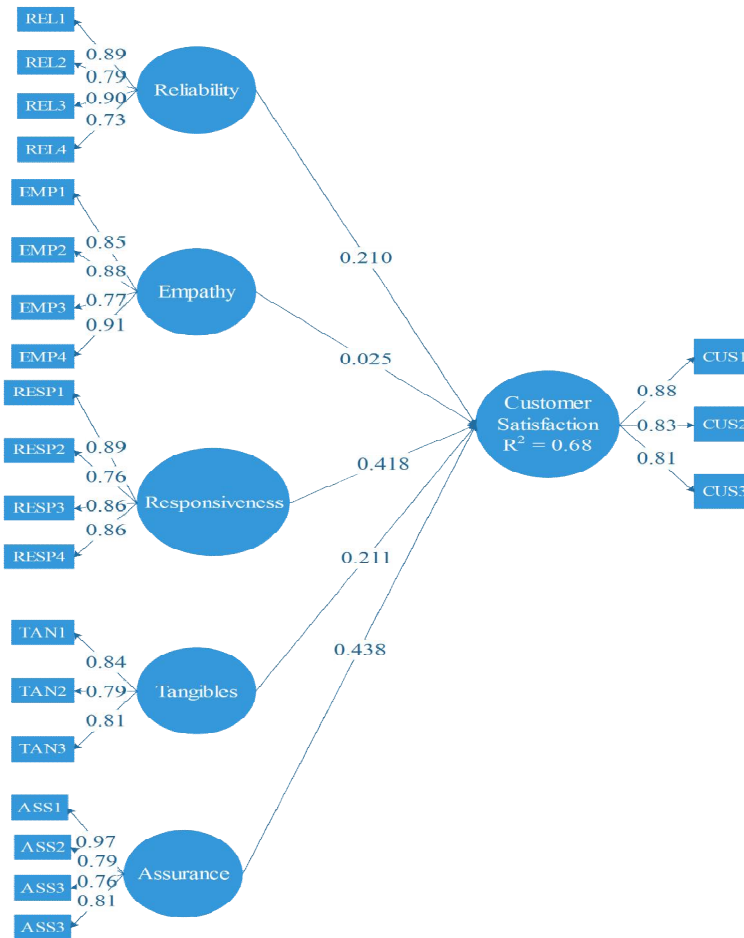 REL1
0.89
REL2
0.79
REL3
0.90
REL4
0.73
Reliability
EMP1
0.85
EMP2
0.88
EMP3
0.77
EMP4
0.91
Empathy
RESP1
0.89
RESP2
0.76
RESP3
0.86
RESP4
0.86
Responsiveness
TAN1
0.84
TAN2
0.79
TAN3
0.81
Tangibles
ASS1
0.97
ASS2
0.79
ASS3
0.76
ASS3
0.81
Assurance
0.210
0.025
0.418
0.211
0.438
Customer
Satisfaction
R² = 0.68
CUS1
0.88
CUS2
0.83
CUS3
0.81